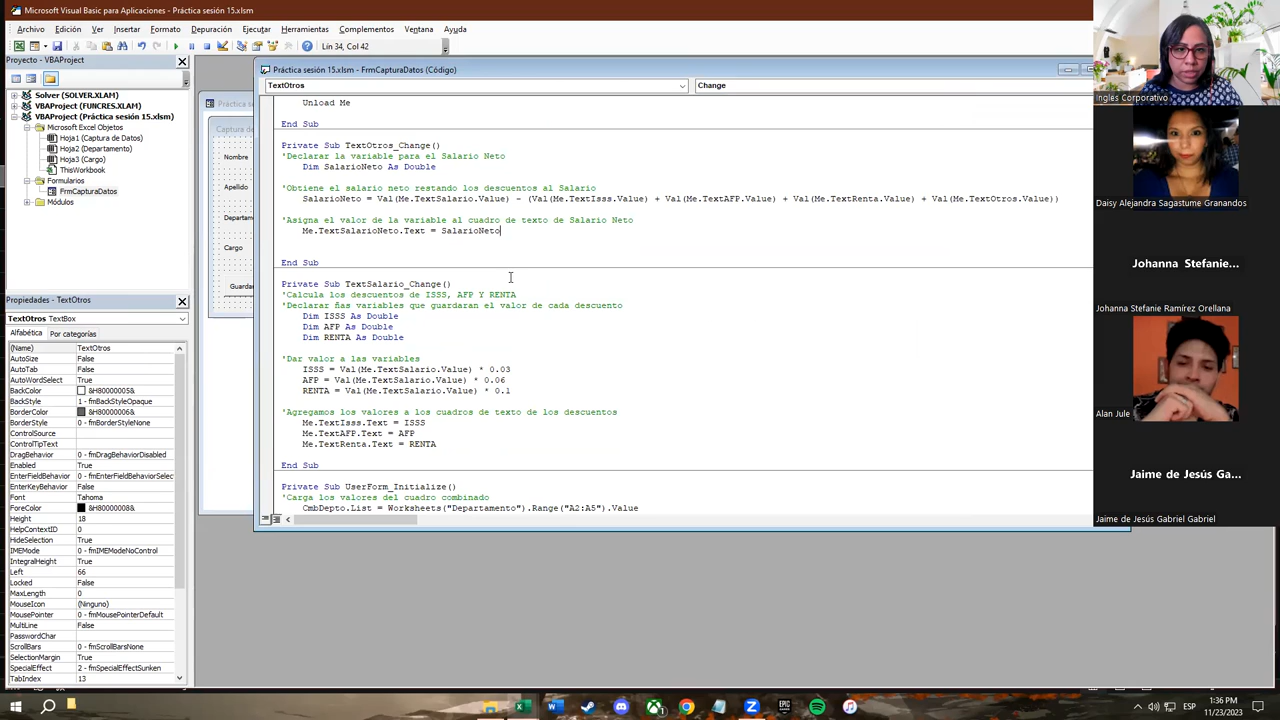 Microsoft Visual Basic para Aplicaciones - Práctica sesión 15.xlsm
Archivo Edición Ver Insertar Formato Depuración Ejecutar Herramientas Complementos Ventana Ayuda
Lín 34, Col 42
Proyecto - VBAProject
Solver (SOLVER.XLAM)
VBAProject (FUNCRES.XLAM)
VBAProject (Práctica sesión 15.xlsm)
Microsoft Excel Objetos
Hoja1 (Captura de Datos)
Hoja2 (Departamento)
Hoja3 (Cargo)
ThisWorkbook
Formularios
FrmCapturaDatos
Módulos
Propiedades - TextOtros
TextOtros TextBox
Alfabética Por categorías
(Name) TextOtros
AutoSize False
AutoTab False
AutoWordSelect True
BackColor &H80000005&
BackStyle 1 - fmBackStyleOpaque
BorderColor &H80000006&
BorderStyle 0 - fmBorderStyleNone
ControlSource
ControlTipText
DragBehavior 0 - fmDragBehaviorDisabled
Enabled True
EnterFieldBehavior 0 - fmEnterFieldBehaviorSelec
EnterKeyBehavior False
Font Tahoma
ForeColor &H80000008&
Height 18
HelpContextID 0
HideSelection True
IMEMode 0 - fmIMEModeNoControl
IntegralHeight True
Left 66
Locked False
MaxLength 0
MouseIcon (Ninguno)
MousePointer 0 - fmMousePointerDefault
MultiLine False
PasswordChar
ScrollBars 0 - fmScrollBarsNone
SelectionMargin True
SpecialEffect 2 - fmSpecialEffectSunken
TabIndex 13
Práctica se
Captura de
Nombre
Apellido
Departam
Cargo
Guardar
Práctica sesión 15.xlsm - FrmCapturaDatos (Código)
TextOtros Change
Unload Me
End Sub
Private Sub TextOtros_Change()
'Declarar la variable para el Salario Neto
Dim SalarioNeto As Double
'Obtiene el salario neto restando los descuentos al Salario
SalarioNeto = Val(Me.TextSalario.Value) - (Val(Me.TextIsss.Value) + Val(Me.TextAFP.Value) + Val(Me.TextRenta.Value) + Val(Me.TextOtros.Value))
'Asigna el valor de la variable al cuadro de texto de Salario Neto
Me.TextSalarioNeto.Text = SalarioNeto
End Sub
Private Sub TextSalario_Change()
'Calcula los descuentos de ISSS, AFP Y RENTA
'Declarar ñas variables que guardaran el valor de cada descuento
Dim ISSS As Double
Dim AFP As Double
Dim RENTA As Double
'Dar valor a las variables
ISSS = Val(Me.TextSalario.Value) * 0.03
AFP = Val(Me.TextSalario.Value) * 0.06
RENTA = Val(Me.TextSalario.Value) * 0.1
'Agregamos los valores a los cuadros de texto de los descuentos
Me.TextIsss.Text = ISSS
Me.TextAFP.Text = AFP
Me.TextRenta.Text = RENTA
End Sub
Private Sub UserForm_Initialize()
'Carga los valores del cuadro combinado
CmbDepto.List = Worksheets("Departamento").Range("A2:A5").Value
Ingles Corporativo
Daisy Alejandra Sagastume Granandos
Johanna Stefanie...
Johanna Stefanie Ramírez Orellana
Alan Jule
Jaime de Jesús Ga...
Jaime de Jesús Gabriel Gabriel
ESP
1:36 PM
11/23/2023